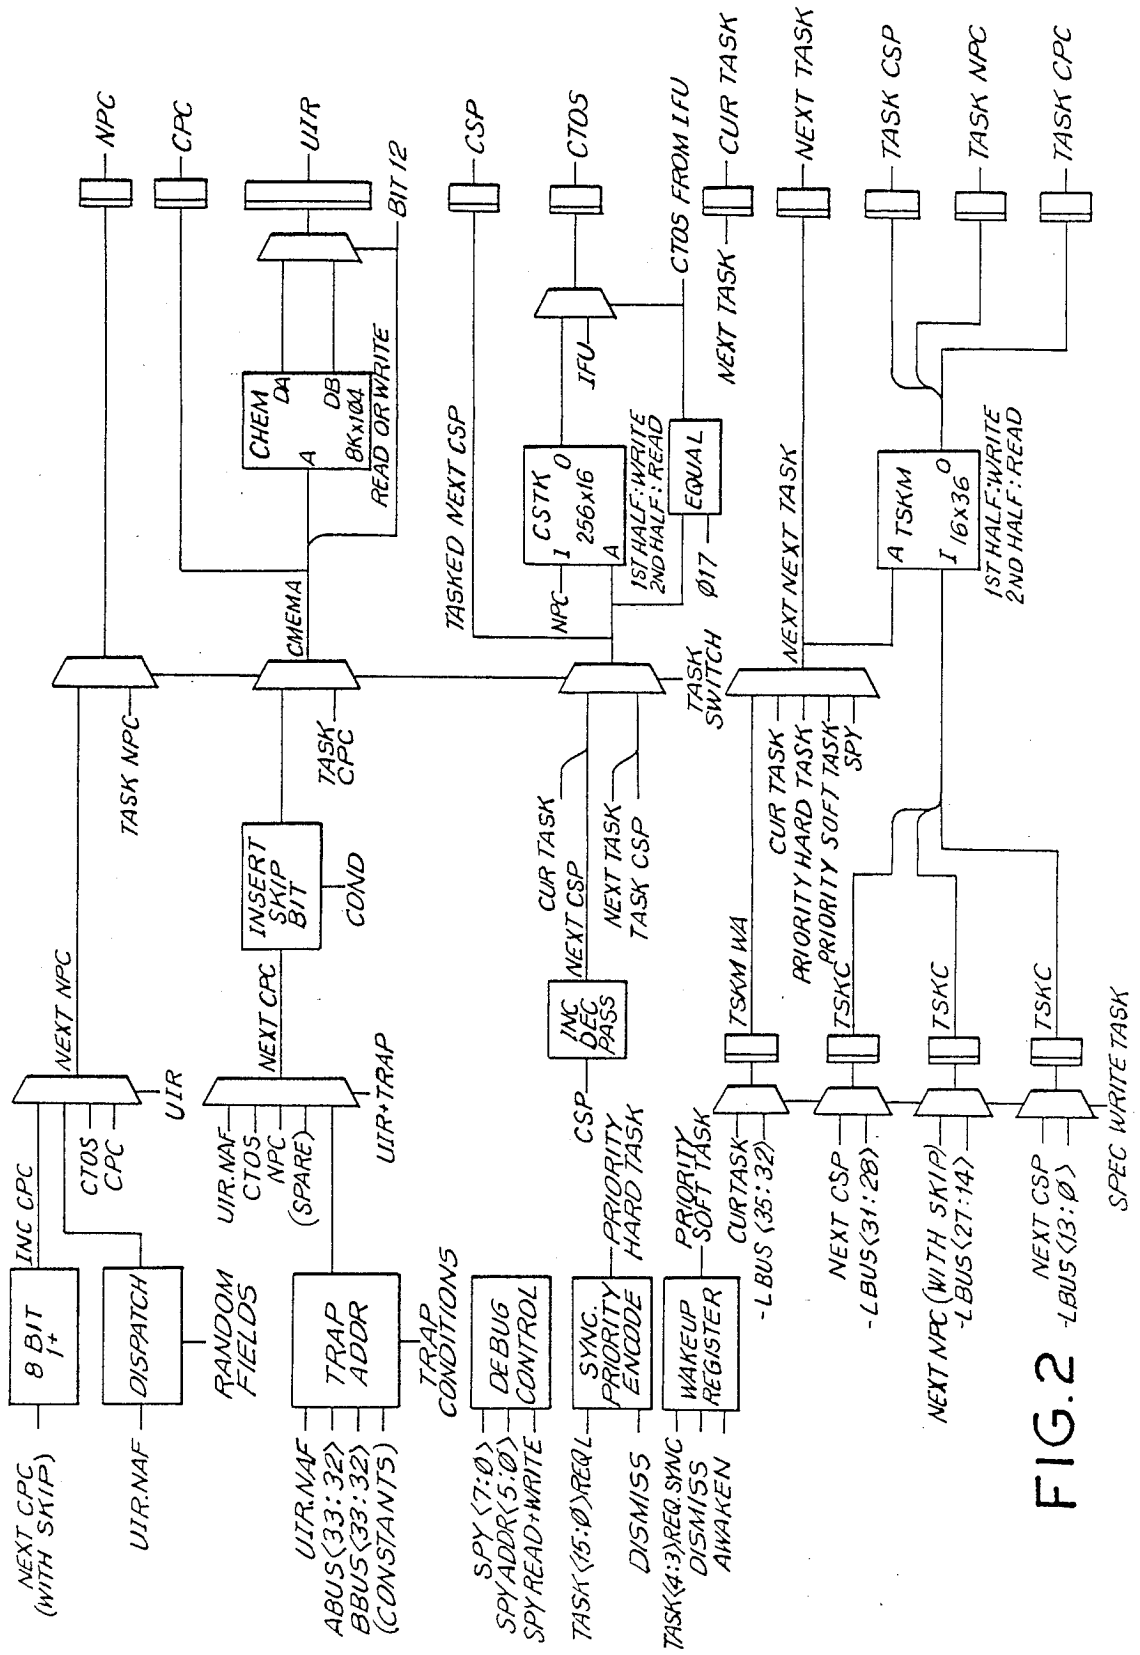 NEXT CPC
(WITH SKIP)
8 BIT
1+
INC CPC
UIR.NAF
DISPATCH
RANDOM
FIELDS
CTOS
CPC
UIR
NEXT NPC
TASK NPC
NPC
CPC
UIR.NAF
ABUS<33:32>
BBUS<33:32>
(CONSTANTS)
TRAP
ADDR
TRAP
CONDITIONS
UIR.NAF
CTOS
NPC
(SPARE)
UIR+TRAP
NEXT CPC
INSERT
SKIP
BIT
COND
TASK
CPC
CMEMA
CHEM
A
DA
DB
8K×1Ø4
READ OR WRITE
UIR
BIT 12
SPY <7:Ø>
SPY ADDR<5:Ø>
SPY READ+WRITE
DEBUG
CONTROL
TASKED NEXT CSP
CSP
TASK<15:Ø>REQL
DISMISS
SYNC.
PRIORITY
ENCODE
PRIORITY
HARD TASK
CSP
INC
DEC
PASS
NEXT CSP
CUR TASK
NEXT TASK
TASK CSP
TASK
SWITCH
NPC
I
A
CSTK
256×16
O
1ST HALF:WRITE
2ND HALF:READ
Ø17
EQUAL
IFU
CTOS
CTOS FROM IFU
TASK<4:3>REQ.SYNC
DISMISS
AWAKEN
WAKEUP
REGISTER
PRIORITY
SOFT TASK
NEXT TASK
CUR TASK
CURTASK
-LBUS <35:32>
TSKM WA
CUR TASK
PRIORITY HARD TASK
PRIORITY SOFT TASK
SPY
NEXT NEXT TASK
NEXT TASK
NEXT CSP
-LBUS<31:28>
TSKC
NEXT NPC (WITH SKIP)
-LBUS<27:14>
TSKC
NEXT CSP
-LBUS<13:Ø>
TSKC
SPEC WRITE TASK
A
TSKM
I
16×36
O
1ST HALF:WRITE
2ND HALF:READ
TASK CSP
TASK NPC
TASK CPC
FIG.2